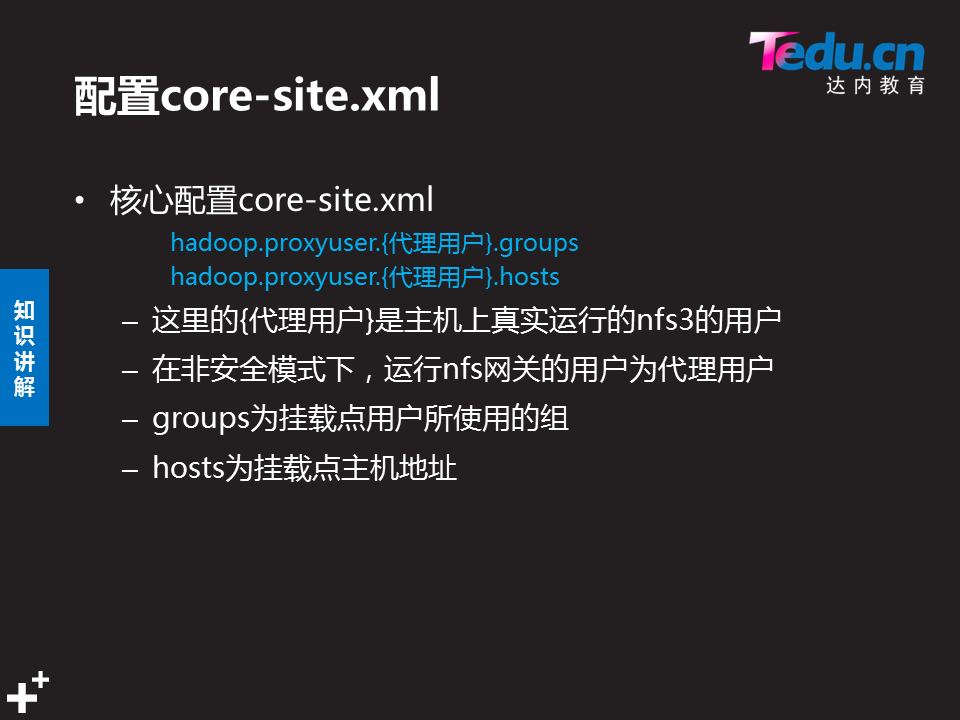 Tedu.cn
达内教育
配置core-site.xml
• 核心配置core-site.xml
hadoop.proxyuser.{代理用户}.groups
hadoop.proxyuser.{代理用户}.hosts
– 这里的{代理用户}是主机上真实运行的nfs3的用户
– 在非安全模式下，运行nfs网关的用户为代理用户
– groups为挂载点用户所使用的组
– hosts为挂载点主机地址
知
识
讲
解